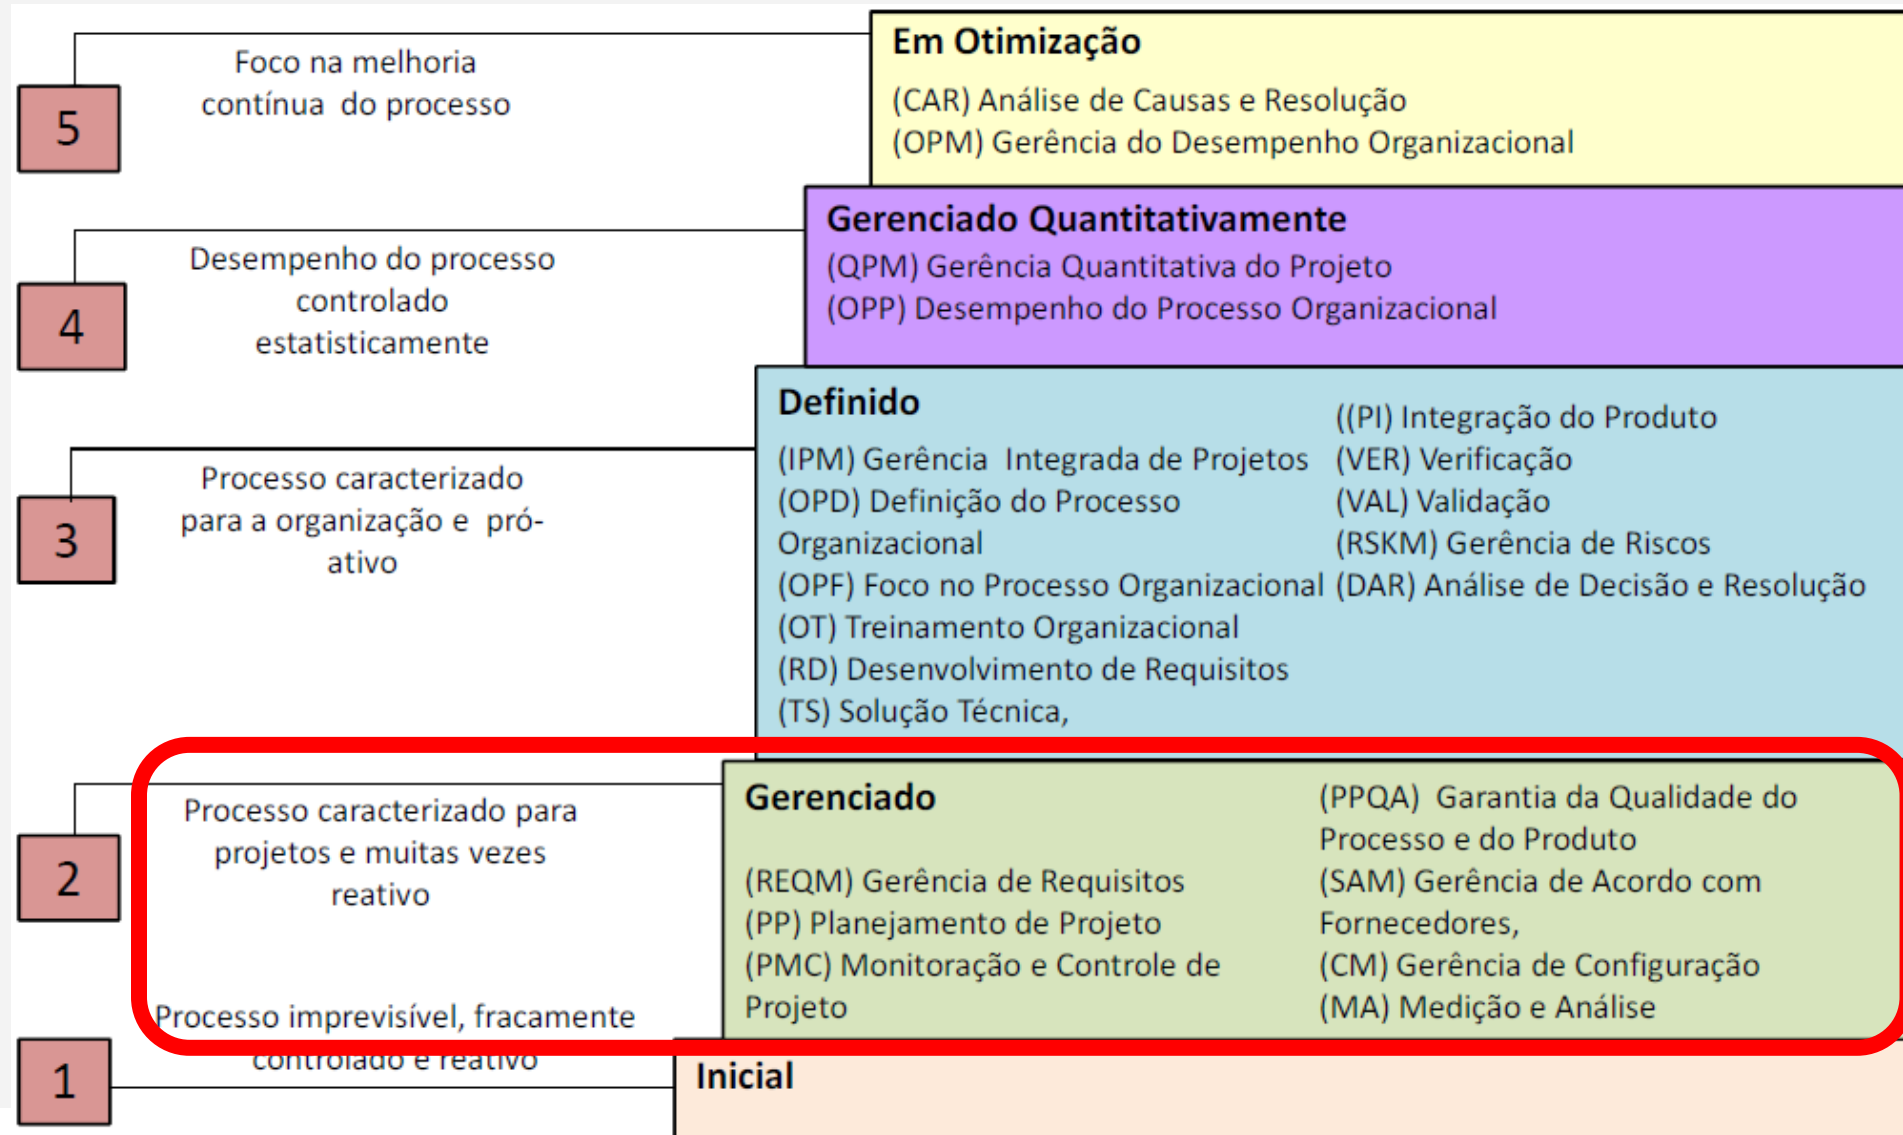 5
Foco na melhoria
contínua do processo
Em Otimização
(CAR) Análise de Causas e Resolução
(OPM) Gerência do Desempenho Organizacional
4
Desempenho do processo
controlado
estatisticamente
Gerenciado Quantitativamente
(QPM) Gerência Quantitativa do Projeto
(OPP) Desempenho do Processo Organizacional
3
Processo caracterizado
para a organização e pró-
ativo
Definido
(IPM) Gerência Integrada de Projetos
(OPD) Definição do Processo
Organizacional
(OPF) Foco no Processo Organizacional
(OT) Treinamento Organizacional
(RD) Desenvolvimento de Requisitos
(TS) Solução Técnica,
((PI) Integração do Produto
(VER) Verificação
(VAL) Validação
(RSKM) Gerência de Riscos
(DAR) Análise de Decisão e Resolução
2
Processo caracterizado para
projetos e muitas vezes
reativo
Gerenciado
(REQM) Gerência de Requisitos
(PP) Planejamento de Projeto
(PMC) Monitoração e Controle de
Projeto
(PPQA) Garantia da Qualidade do
Processo e do Produto
(SAM) Gerência de Acordo com
Fornecedores,
(CM) Gerência de Configuração
(MA) Medição e Análise
1
Processo imprevisível, fracamente
controlado e reativo
Inicial